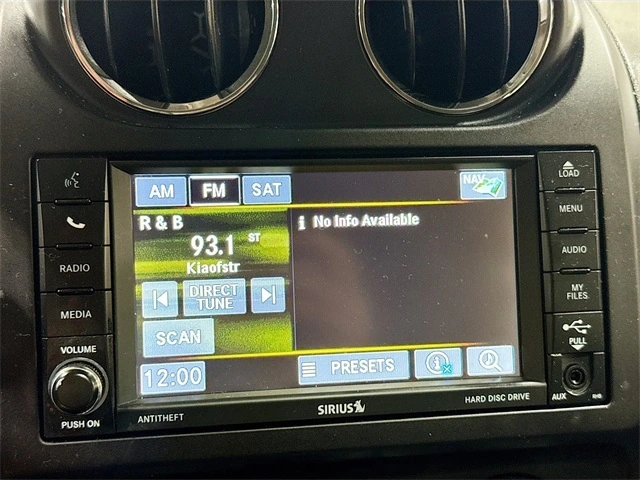 AM FM SAT NAV
R & B
93.1 ST
Kiaofstr
i No Info Available
DIRECT
TUNE
SCAN
12:00
PRESETS
RADIO
MEDIA
VOLUME
PUSH ON
LOAD
MENU
AUDIO
MY
FILES
PULL
AUX
ANTITHEFT
SIRIUS
HARD DISC DRIVE